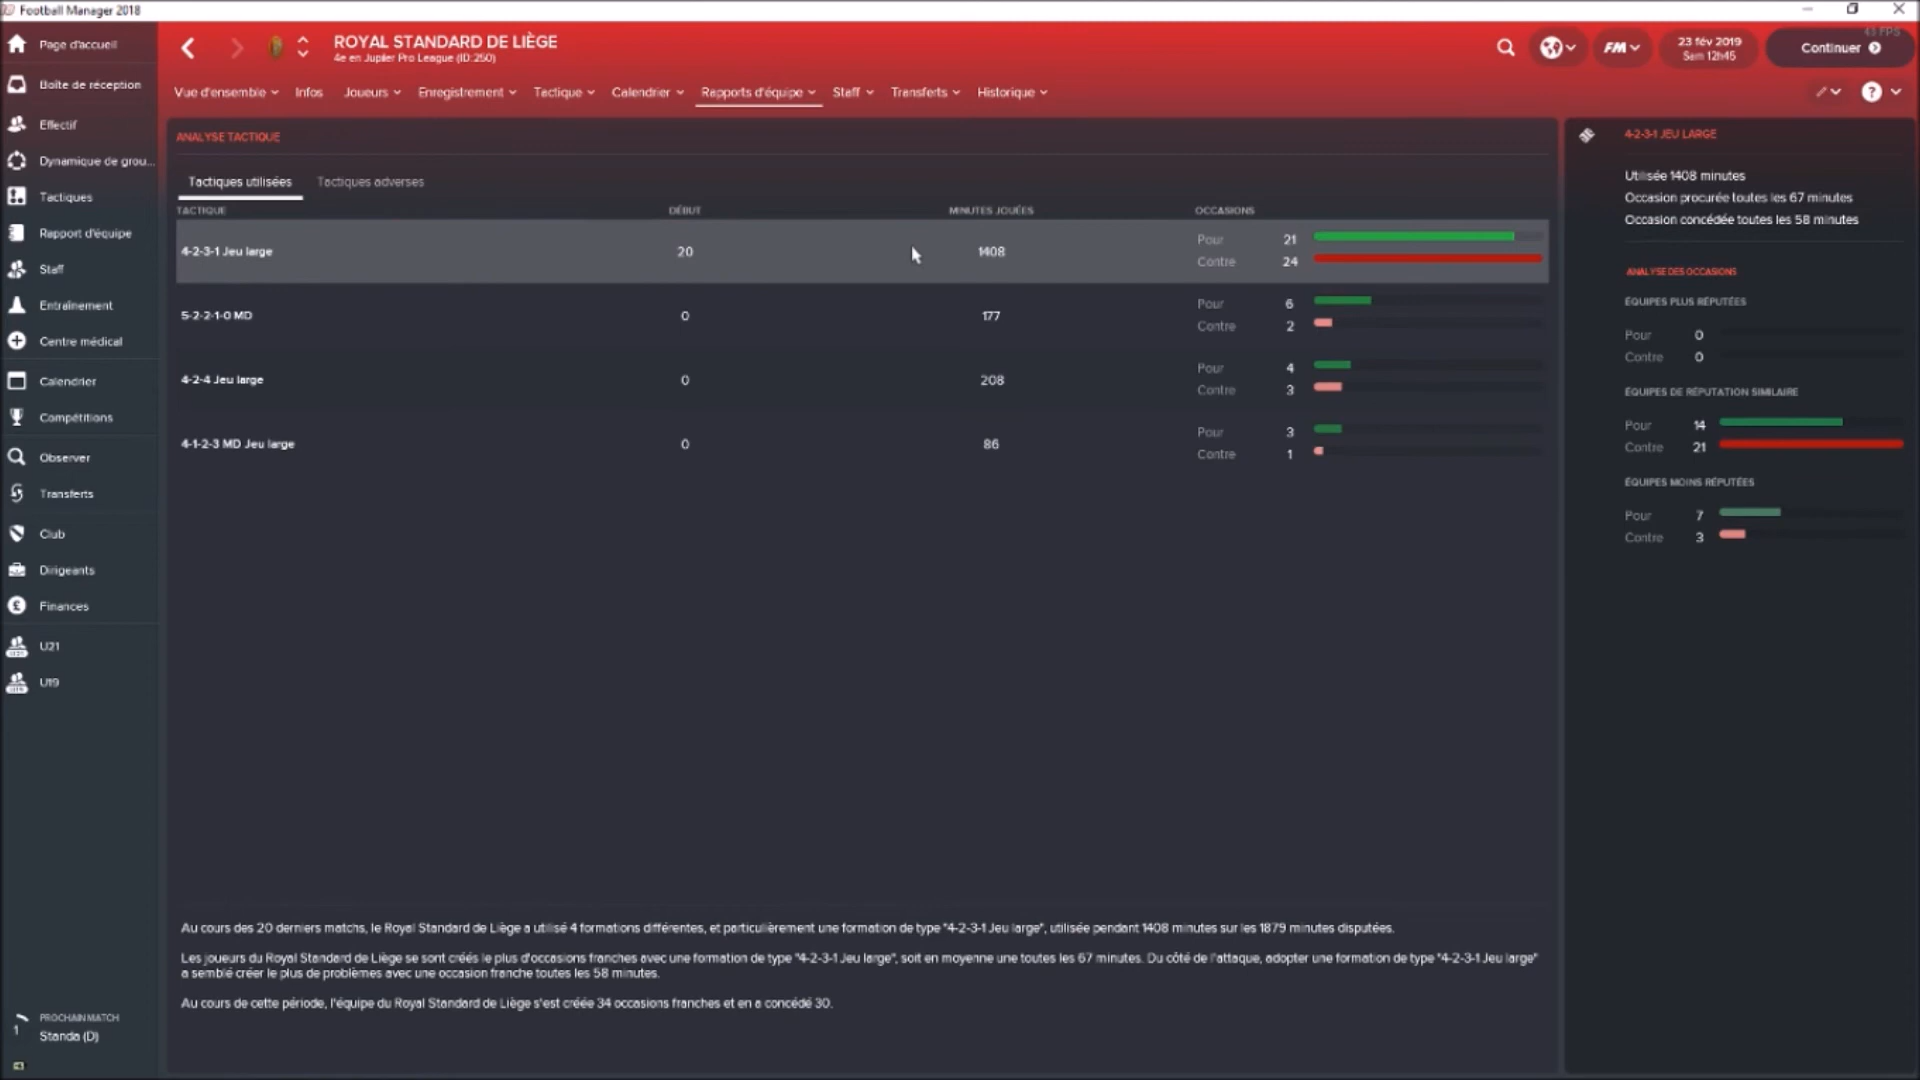 Football Manager 2018
43 FPS
Page d'accueil
Boîte de réception
Effectif
Dynamique de grou...
Tactiques
Rapport d'équipe
Staff
Entraînement
Centre médical
Calendrier
Compétitions
Observer
Transferts
Club
Dirigeants
Finances
U21
U19
PROCHAIN MATCH
1
Standa (D)
ROYAL STANDARD DE LIÈGE
4e en Jupiler Pro League (ID:250)
FM
23 fév 2019
Sam 12h45
Continuer
Vue d'ensemble Infos Joueurs Enregistrement Tactique Calendrier Rapports d'équipe Staff Transferts Historique
?
ANALYSE TACTIQUE
Tactiques utilisées Tactiques adverses
TACTIQUE DÉBUT MINUTES JOUÉES OCCASIONS
4-2-3-1 Jeu large 20 1408
Pour 21
Contre 24
5-2-2-1-0 MD 0 177
Pour 6
Contre 2
4-2-4 Jeu large 0 208
Pour 4
Contre 3
4-1-2-3 MD Jeu large 0 86
Pour 3
Contre 1
Au cours des 20 derniers matchs, le Royal Standard de Liège a utilisé 4 formations différentes, et particulièrement une formation de type "4-2-3-1 Jeu large", utilisée pendant 1408 minutes sur les 1879 minutes disputées.
Les joueurs du Royal Standard de Liège se sont créés le plus d'occasions franches avec une formation de type "4-2-3-1 Jeu large", soit en moyenne une toutes les 67 minutes. Du côté de l'attaque, adopter une formation de type "4-2-3-1 Jeu large"
a semblé créer le plus de problèmes avec une occasion franche toutes les 58 minutes.
Au cours de cette période, l'équipe du Royal Standard de Liège s'est créée 34 occasions franches et en a concédé 30.
4-2-3-1 JEU LARGE
Utilisée 1408 minutes
Occasion procurée toutes les 67 minutes
Occasion concédée toutes les 58 minutes
ANALYSE DES OCCASIONS
ÉQUIPES PLUS RÉPUTÉES
Pour 0
Contre 0
ÉQUIPES DE RÉPUTATION SIMILAIRE
Pour 14
Contre 21
ÉQUIPES MOINS RÉPUTÉES
Pour 7
Contre 3